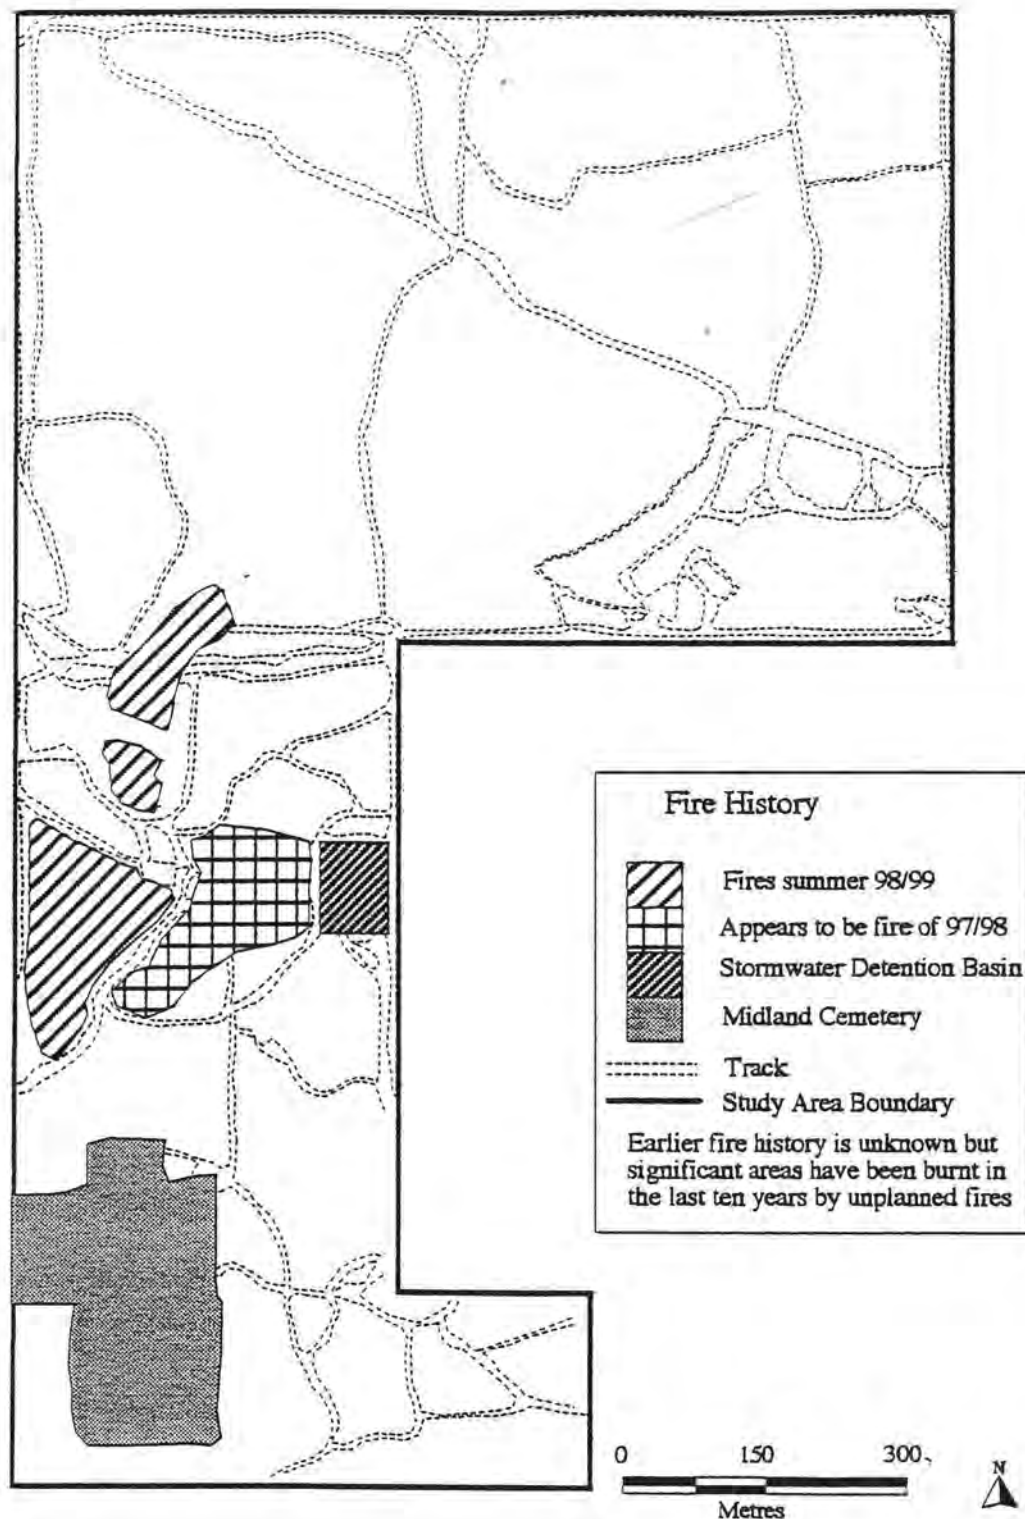 Fire History
Fires summer 98/99
Appears to be fire of 97/98
Stormwater Detention Basin
Midland Cemetery
Track
Study Area Boundary
Earlier fire history is unknown but
significant areas have been burnt in
the last ten years by unplanned fires
0 150 300
Metres
N